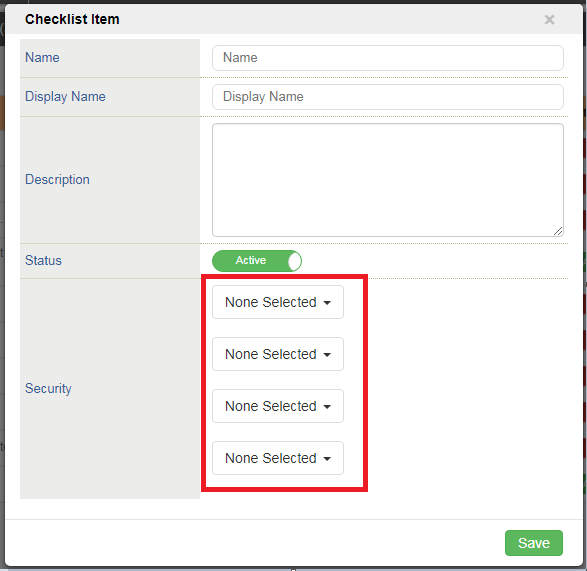 Checklist Item ×
Name Name
Display Name Display Name
Description
Status Active
None Selected
None Selected
Security
None Selected
None Selected
Save